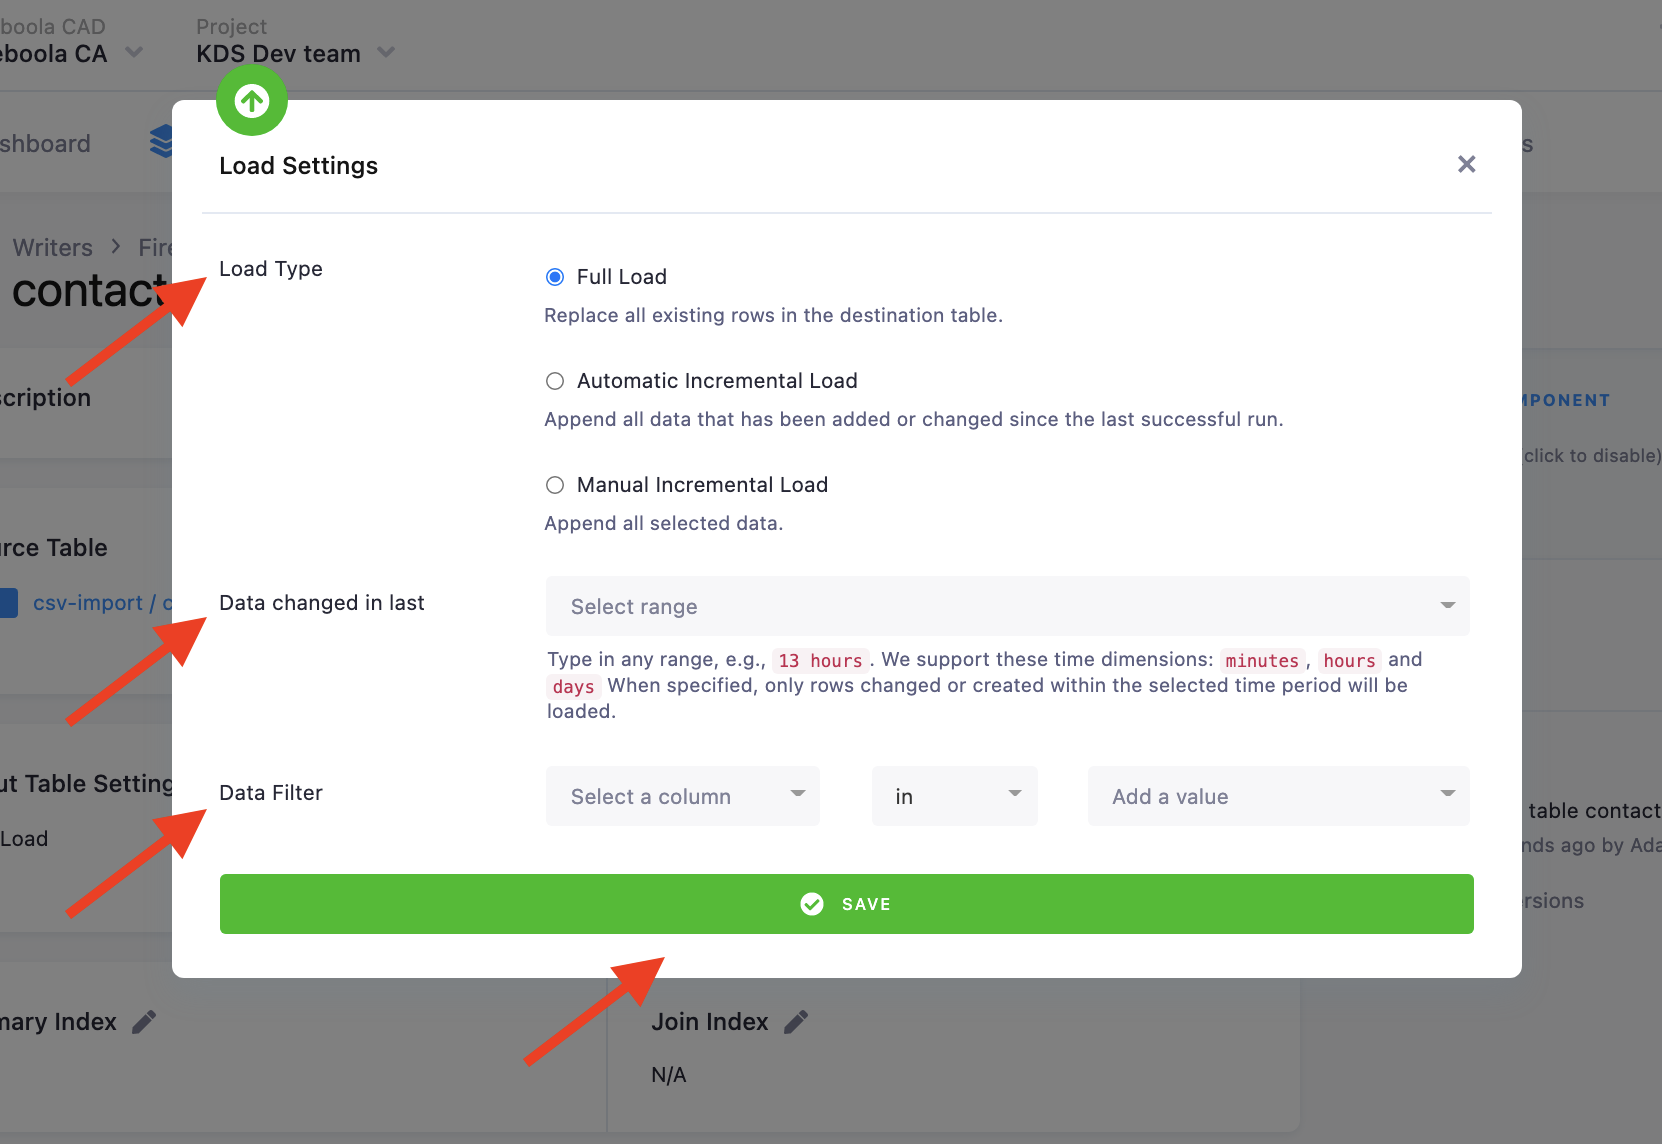 boola CAD
Project
eboola CA
KDS Dev team
shboard
s
Load Settings
Writers > Fire
contact
Load Type
Full Load
Replace all existing rows in the destination table.
Automatic Incremental Load
cription
MPONENT
Append all data that has been added or changed since the last successful run.
click to disable)
Manual Incremental Load
Append all selected data.
rce Table
csv-import / c
Data changed in last
Select range
Type in any range, e.g., 13 hours. We support these time dimensions: minutes, hours and
days When specified, only rows changed or created within the selected time period will be
loaded.
ut Table Setting
Data Filter
Select a column
in
Add a value
table contact
Load
nds ago by Ada
SAVE
rsions
mary Index
Join Index
N/A